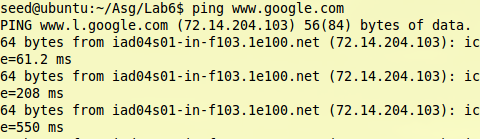 seed@ubuntu:~/Asg/Lab6$ ping www.google.com
PING www.l.google.com (72.14.204.103) 56(84) bytes of data.
64 bytes from iad04s01-in-f103.1e100.net (72.14.204.103): ic
e=61.2 ms
64 bytes from iad04s01-in-f103.1e100.net (72.14.204.103): ic
e=208 ms
64 bytes from iad04s01-in-f103.1e100.net (72.14.204.103): ic
e=550 ms